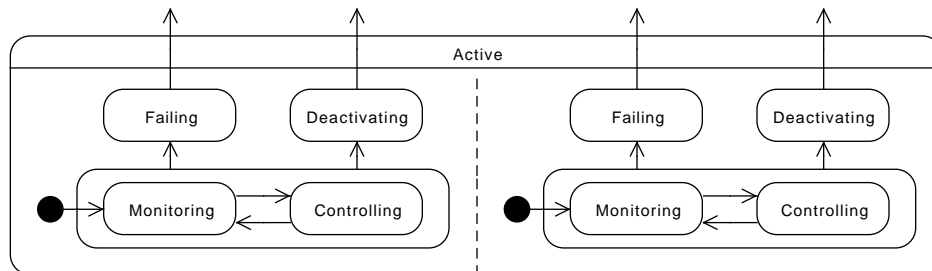 Active
Failing Deactivating Failing Deactivating
Monitoring Controlling Monitoring Controlling